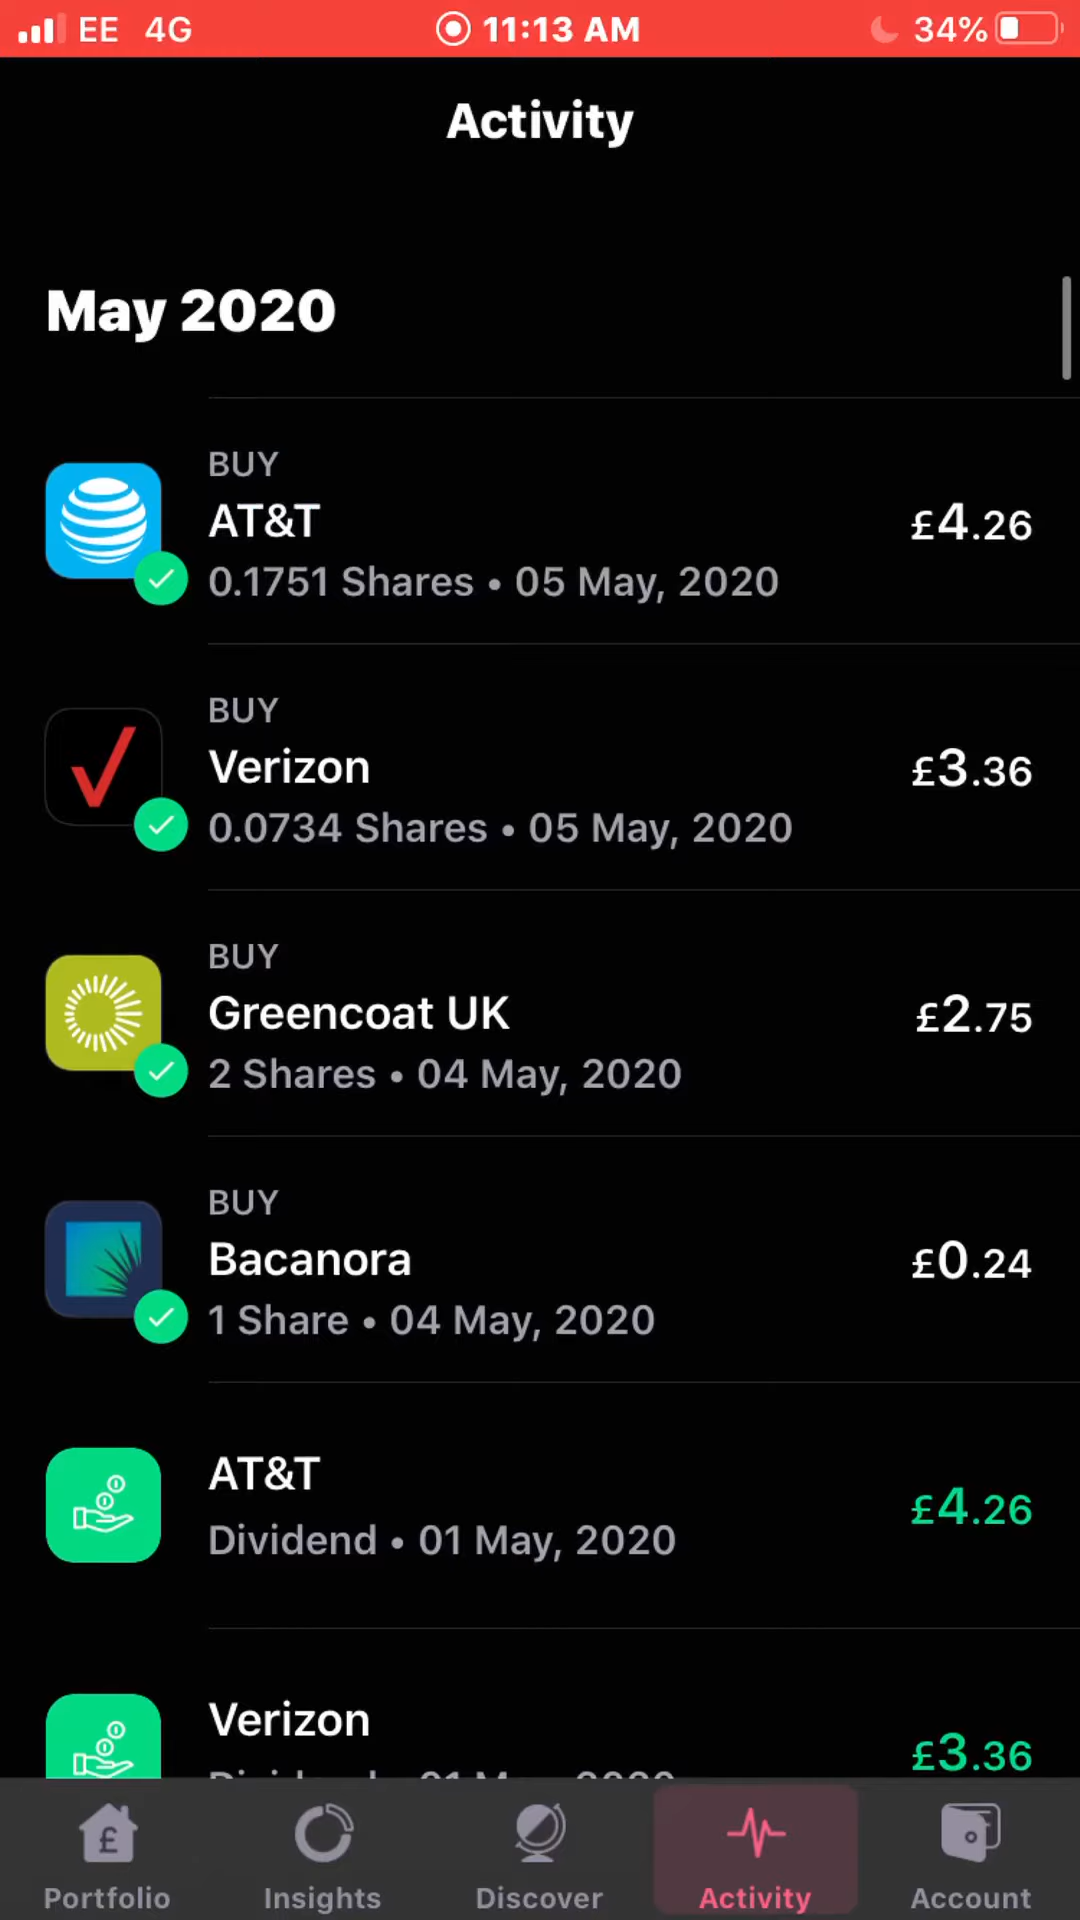 EE 4G 11:13 AM 34%
Activity
May 2020
BUY
AT&T
£4.26
0.1751 Shares • 05 May, 2020
BUY
Verizon
£3.36
0.0734 Shares • 05 May, 2020
BUY
Greencoat UK
£2.75
2 Shares • 04 May, 2020
BUY
Bacanora
£0.24
1 Share • 04 May, 2020
AT&T
£4.26
Dividend • 01 May, 2020
Verizon
£3.36
Portfolio Insights Discover Activity Account